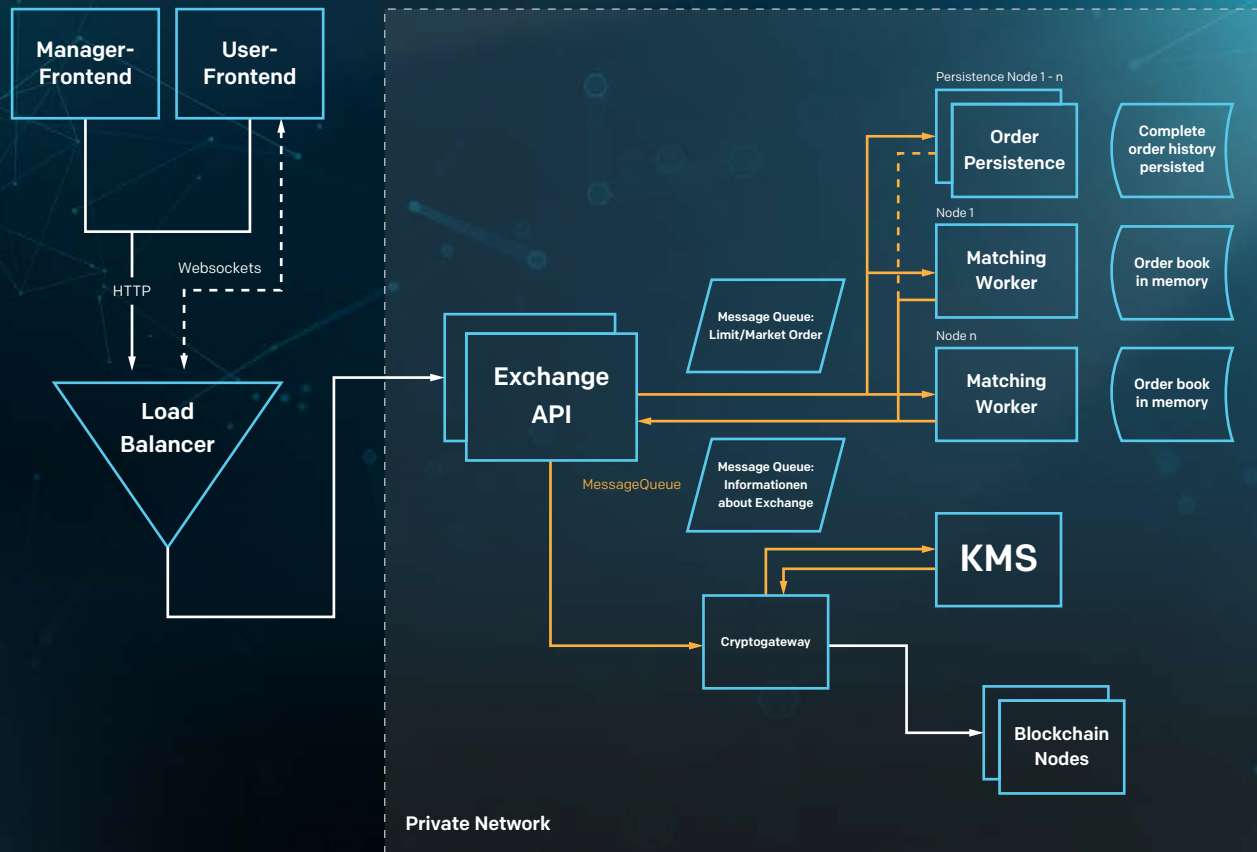 Manager-
Frontend
User-
Frontend
HTTP
Websockets
Load
Balancer
Exchange
API
MessageQueue
Message Queue:
Limit/Market Order
Message Queue:
Informationen
about Exchange
Persistence Node 1 - n
Order
Persistence
Complete
order history
persisted
Node 1
Matching
Worker
Order book
in memory
Node n
Matching
Worker
Order book
in memory
KMS
Cryptogateway
Blockchain
Nodes
Private Network